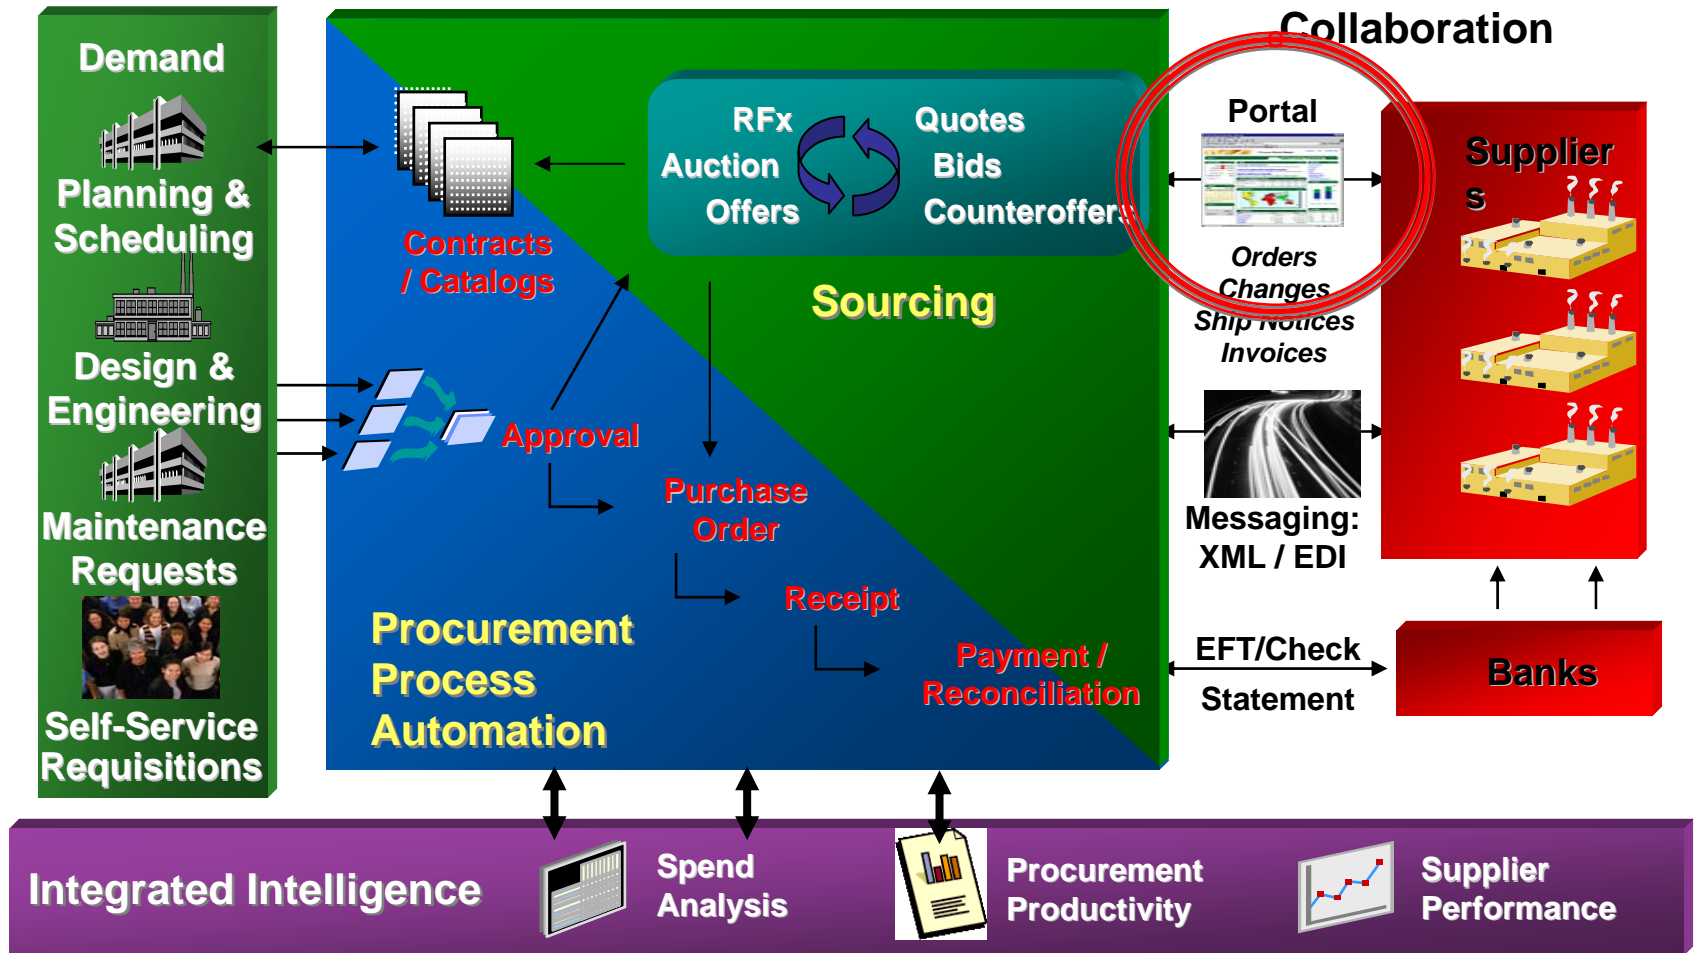 Demand
Planning &
Scheduling
Design &
Engineering
Maintenance
Requests
Self-Service
Requisitions
Contracts
/ Catalogs
RFx
Auction
Offers
Quotes
Bids
Counteroffers
Sourcing
Approval
Purchase
Order
Receipt
Payment /
Reconciliation
Procurement
Process
Automation
Collaboration
Portal
Orders
Changes
Ship Notices
Invoices
Messaging:
XML / EDI
EFT/Check
Statement
Supplier
s
Banks
Integrated Intelligence
Spend
Analysis
Procurement
Productivity
Supplier
Performance